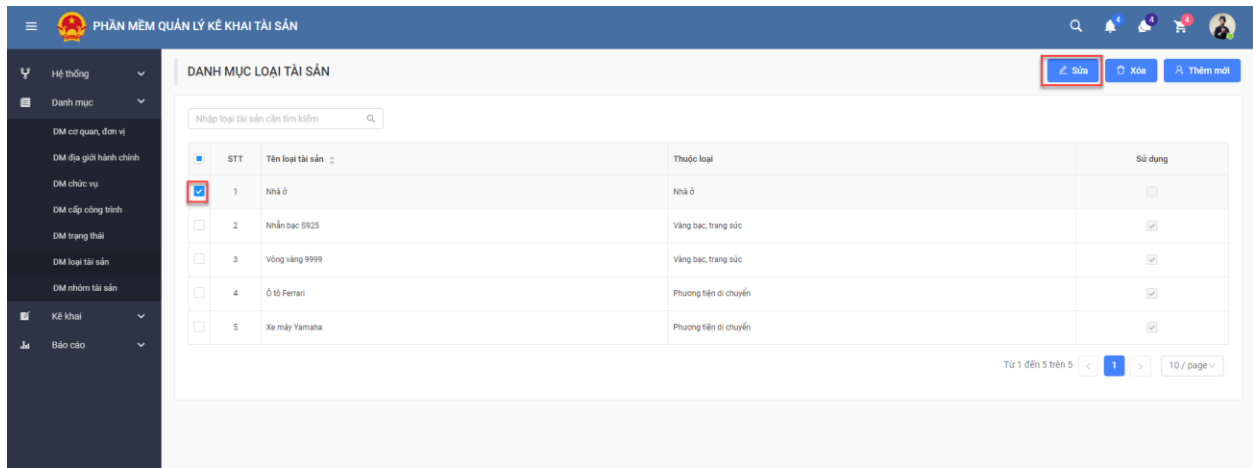 PHẦN MỀM QUẢN LÝ KÊ KHAI TÀI SẢN
4
4
9
Hệ thống
Danh mục
DM cơ quan, đơn vị
DM địa giới hành chính
DM chức vụ
DM cấp công trình
DM trạng thái
DM loại tài sản
DM nhóm tài sản
Kê khai
Báo cáo
DANH MỤC LOẠI TÀI SẢN
Sửa Xóa Thêm mới
Nhập loại tài sản cần tìm kiếm
STT Tên loại tài sản Thuộc loại Sử dụng
1 Nhà ở Nhà ở
2 Nhẫn bạc S925 Vàng bạc, trang sức
3 Vòng vàng 9999 Vàng bạc, trang sức
4 Ô tô Ferrari Phương tiện di chuyển
5 Xe máy Yamaha Phương tiện di chuyển
Từ 1 đến 5 trên 5 < 1 > 10 / page